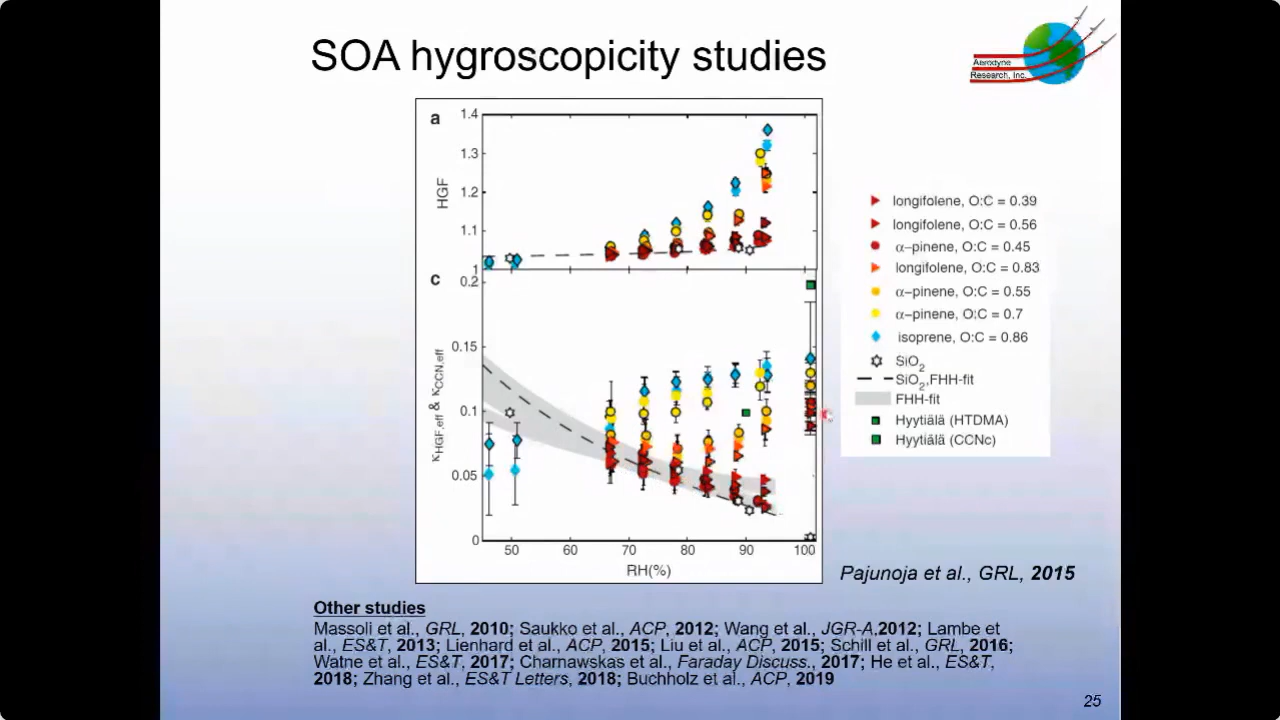 SOA hygroscopicity studies
Aerodyne
Research, Inc.
a
1.4
1.3
1.2
1.1
1
HGF
c
0.2
0.15
0.1
0.05
0
κHGF,eff & κCCN,eff
50 60 70 80 90 100
RH(%)
longifolene, O:C = 0.39
longifolene, O:C = 0.56
α-pinene, O:C = 0.45
longifolene, O:C = 0.83
α-pinene, O:C = 0.55
α-pinene, O:C = 0.7
isoprene, O:C = 0.86
SiO2
SiO2,FHH-fit
FHH-fit
Hyytiälä (HTDMA)
Hyytiälä (CCNc)
Pajunoja et al., GRL, 2015
Other studies
Massoli et al., GRL, 2010; Saukko et al., ACP, 2012; Wang et al., JGR-A,2012; Lambe et
al., ES&T, 2013; Lienhard et al., ACP, 2015; Liu et al., ACP, 2015; Schill et al., GRL, 2016;
Watne et al., ES&T, 2017; Charnawskas et al., Faraday Discuss., 2017; He et al., ES&T,
2018; Zhang et al., ES&T Letters, 2018; Buchholz et al., ACP, 2019
25